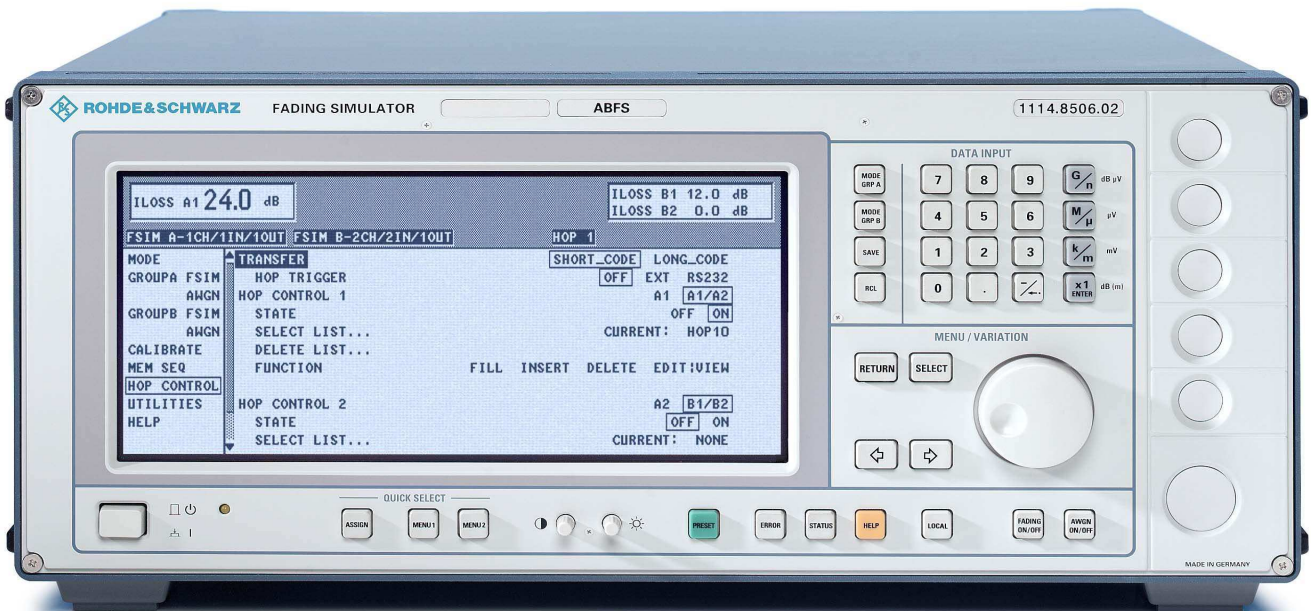 ROHDE&SCHWARZ FADING SIMULATOR ABFS 1114.8506.02
ILOSS A1 24.0 dB
ILOSS B1 12.0 dB
ILOSS B2 0.0 dB
FSIM A-1CH/1IN/1OUT FSIM B-2CH/2IN/1OUT HOP 1
MODE TRANSFER SHORT_CODE LONG_CODE
GROUPA FSIM HOP TRIGGER OFF EXT RS232
AWGN HOP CONTROL 1 A1 A1/A2
GROUPB FSIM STATE OFF ON
AWGN SELECT LIST... CURRENT: HOP10
CALIBRATE DELETE LIST...
MEM SEQ FUNCTION FILL INSERT DELETE EDIT:VIEW
HOP CONTROL
UTILITIES HOP CONTROL 2 A2 B1/B2
HELP STATE OFF ON
SELECT LIST... CURRENT: NONE
DATA INPUT
MODE GRP A 7 8 9 G/n dB µV
MODE GRP B 4 5 6 M/µ µV
SAVE 1 2 3 k/m mV
RCL 0 . -/← x1 ENTER dB (m)
MENU / VARIATION
RETURN SELECT
QUICK SELECT
ASSIGN MENU 1 MENU 2 PRESET ERROR STATUS HELP LOCAL FADING ON/OFF AWGN ON/OFF
MADE IN GERMANY